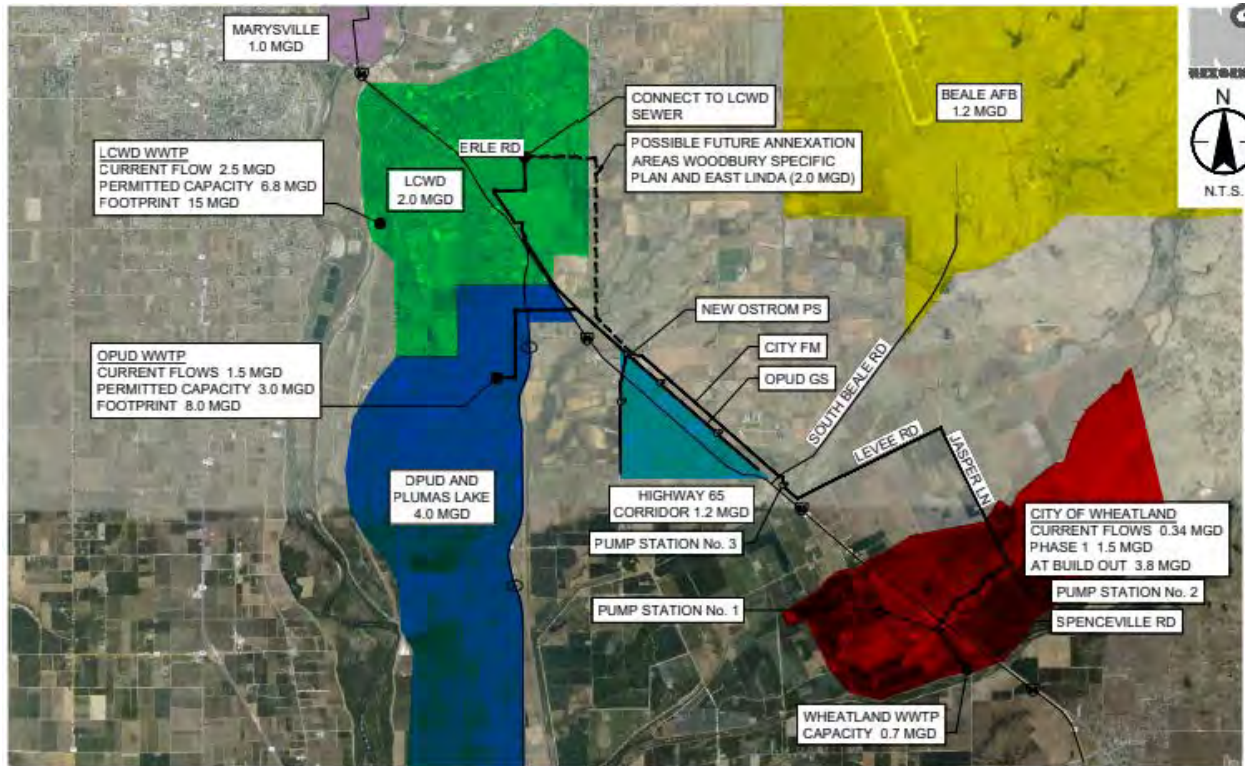 MARYSVILLE
1.0 MGD
CONNECT TO LCWD
SEWER
BEALE AFB
1.2 MGD
N
N.T.S.
ERLE RD
POSSIBLE FUTURE ANNEXATION
AREAS WOODBURY SPECIFIC
PLAN AND EAST LINDA (2.0 MGD)
LCWD WWTP
CURRENT FLOW 2.5 MGD
PERMITTED CAPACITY 6.8 MGD
FOOTPRINT 15 MGD
LCWD
2.0 MGD
NEW OSTROM PS
CITY FM
OPUD GS
SOUTH BEALE RD
OPUD WWTP
CURRENT FLOWS 1.5 MGD
PERMITTED CAPACITY 3.0 MGD
FOOTPRINT 8.0 MGD
LEVEE RD
JASPER LN
OPUD AND
PLUMAS LAKE
4.0 MGD
HIGHWAY 65
CORRIDOR 1.2 MGD
PUMP STATION No. 3
CITY OF WHEATLAND
CURRENT FLOWS 0.34 MGD
PHASE 1 1.5 MGD
AT BUILD OUT 3.8 MGD
PUMP STATION No. 2
PUMP STATION No. 1
SPENCEVILLE RD
WHEATLAND WWTP
CAPACITY 0.7 MGD